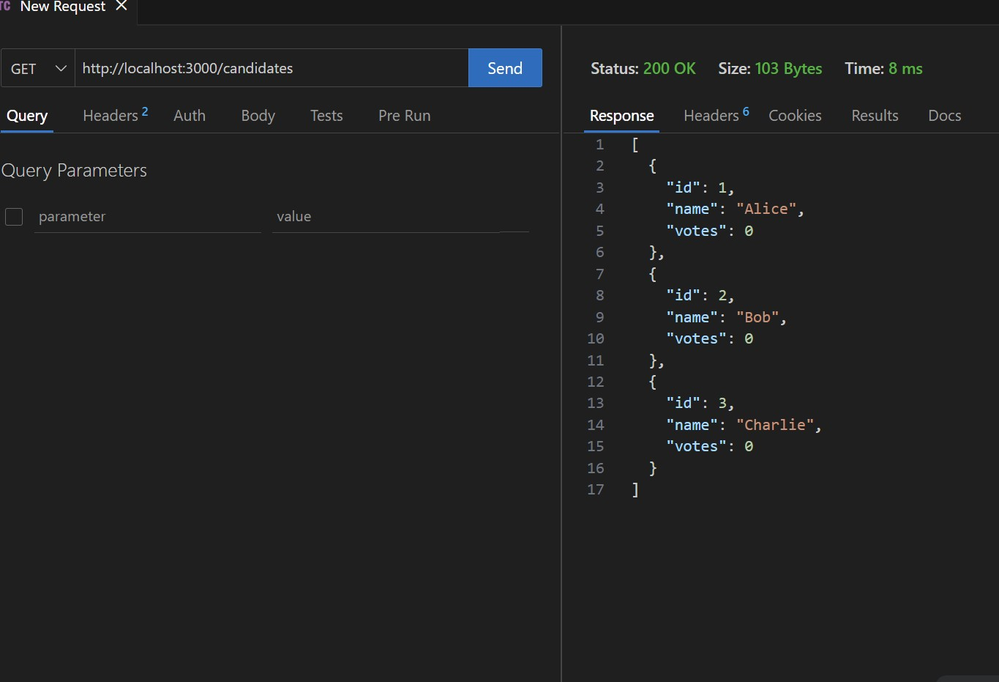 TC New Request
GET http://localhost:3000/candidates Send
Query Headers 2 Auth Body Tests Pre Run
Query Parameters
parameter value
Status: 200 OK Size: 103 Bytes Time: 8 ms
Response Headers 6 Cookies Results Docs
1 [
2 {
3 "id": 1,
4 "name": "Alice",
5 "votes": 0
6 },
7 {
8 "id": 2,
9 "name": "Bob",
10 "votes": 0
11 },
12 {
13 "id": 3,
14 "name": "Charlie",
15 "votes": 0
16 }
17 ]